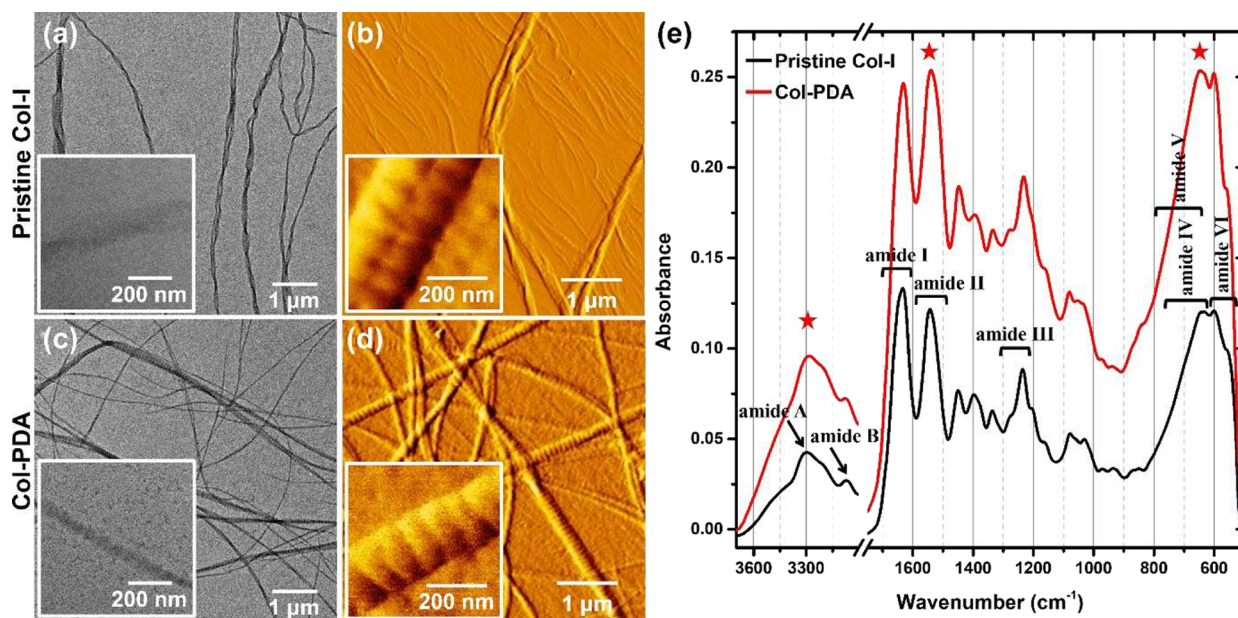 Pristine Col-I
(a)
200 nm
1 μm
(b)
200 nm
1 μm
Col-PDA
(c)
200 nm
1 μm
(d)
200 nm
1 μm
(e)
Pristine Col-I
Col-PDA
amide A
amide B
amide I
amide II
amide III
amide V
amide IV
amide VI
Absorbance
0.25
0.20
0.15
0.10
0.05
0.00
3600 3300 1600 1400 1200 1000 800 600
Wavenumber (cm⁻¹)